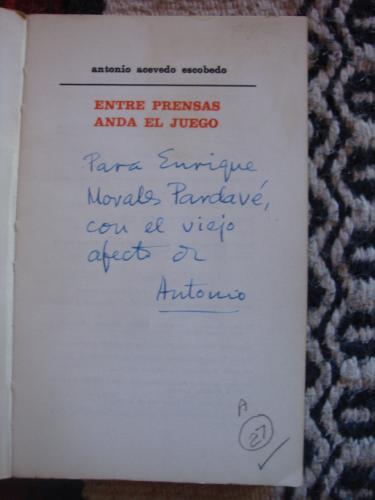 antonio acevedo escobedo
ENTRE PRENSAS
ANDA EL JUEGO
Para Enrique
Morales Pardavé,
con el viejo
afecto de
Antonio
A
27